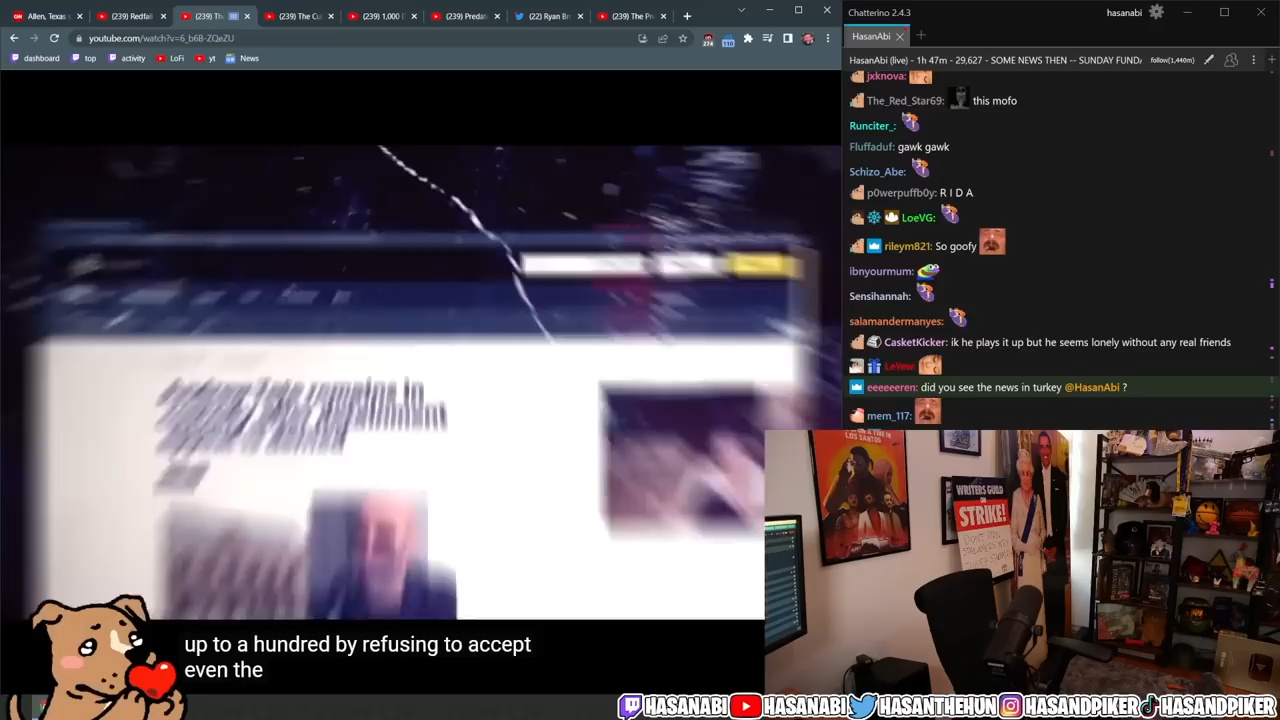 Allen, Texas s
(239) Redfall
(239) Th
(239) The Cu
(239) 1,000 D
(239) Predat
(22) Ryan Br
(239) The Pr
youtube.com/watch?v=6_b6B-ZQeZU
274
110
dashboard
top
activity
LoFi
yt
News
Chatterino 2.4.3
hasanabi
HasanAbi
HasanAbi (live) - 1h 47m - 29,627 - SOME NEWS THEN -- SUNDAY FUND
follow(1,440m)
jxknova:
The_Red_Star69: this mofo
Runciter_:
Fluffaduf: gawk gawk
Schizo_Abe:
p0werpuffb0y: R I D A
LoeVG:
rileym821: So goofy
ibnyourmum:
Sensihannah:
salamandermanyes:
CasketKicker: ik he plays it up but he seems lonely without any real friends
LeVew:
eeeeeeren: did you see the news in turkey @HasanAbi ?
mem_117:
LOS SANTOS
WRITERS GUILD
ON
STRIKE!
up to a hundred by refusing to accept
even the
HASANABI
HASANABI
HASANTHEHUN
HASANDPIKER
HASANDPIKER